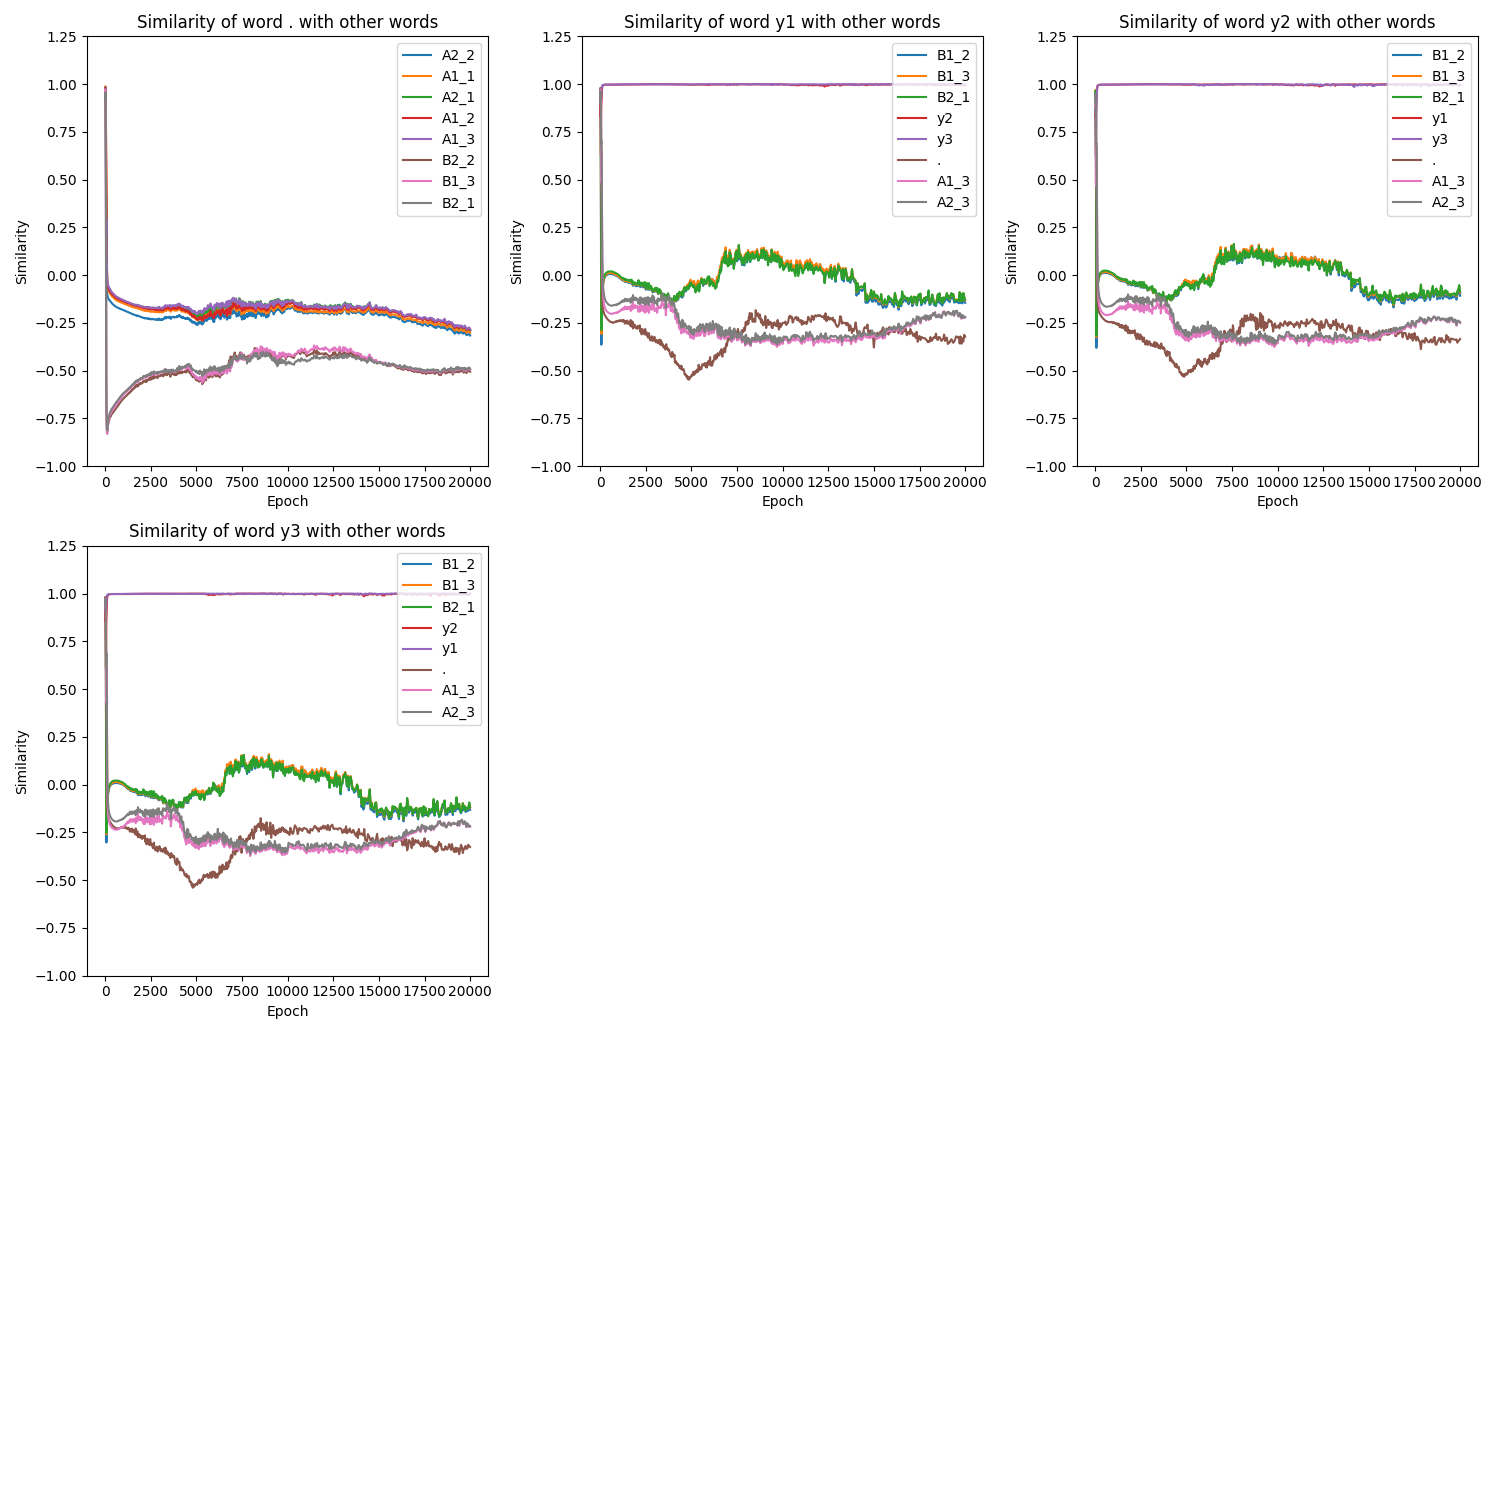 Similarity of word . with other words
1.25
1.00
0.75
0.50
0.25
0.00
−0.25
−0.50
−0.75
−1.00
Similarity
0 2500 5000 7500 10000 12500 15000 17500 20000
Epoch
A2_2
A1_1
A2_1
A1_2
A1_3
B2_2
B1_3
B2_1
Similarity of word y1 with other words
1.25
1.00
0.75
0.50
0.25
0.00
−0.25
−0.50
−0.75
−1.00
Similarity
0 2500 5000 7500 10000 12500 15000 17500 20000
Epoch
B1_2
B1_3
B2_1
y2
y3
.
A1_3
A2_3
Similarity of word y2 with other words
1.25
1.00
0.75
0.50
0.25
0.00
−0.25
−0.50
−0.75
−1.00
Similarity
0 2500 5000 7500 10000 12500 15000 17500 20000
Epoch
B1_2
B1_3
B2_1
y1
y3
.
A1_3
A2_3
Similarity of word y3 with other words
1.25
1.00
0.75
0.50
0.25
0.00
−0.25
−0.50
−0.75
−1.00
Similarity
0 2500 5000 7500 10000 12500 15000 17500 20000
Epoch
B1_2
B1_3
B2_1
y2
y1
.
A1_3
A2_3